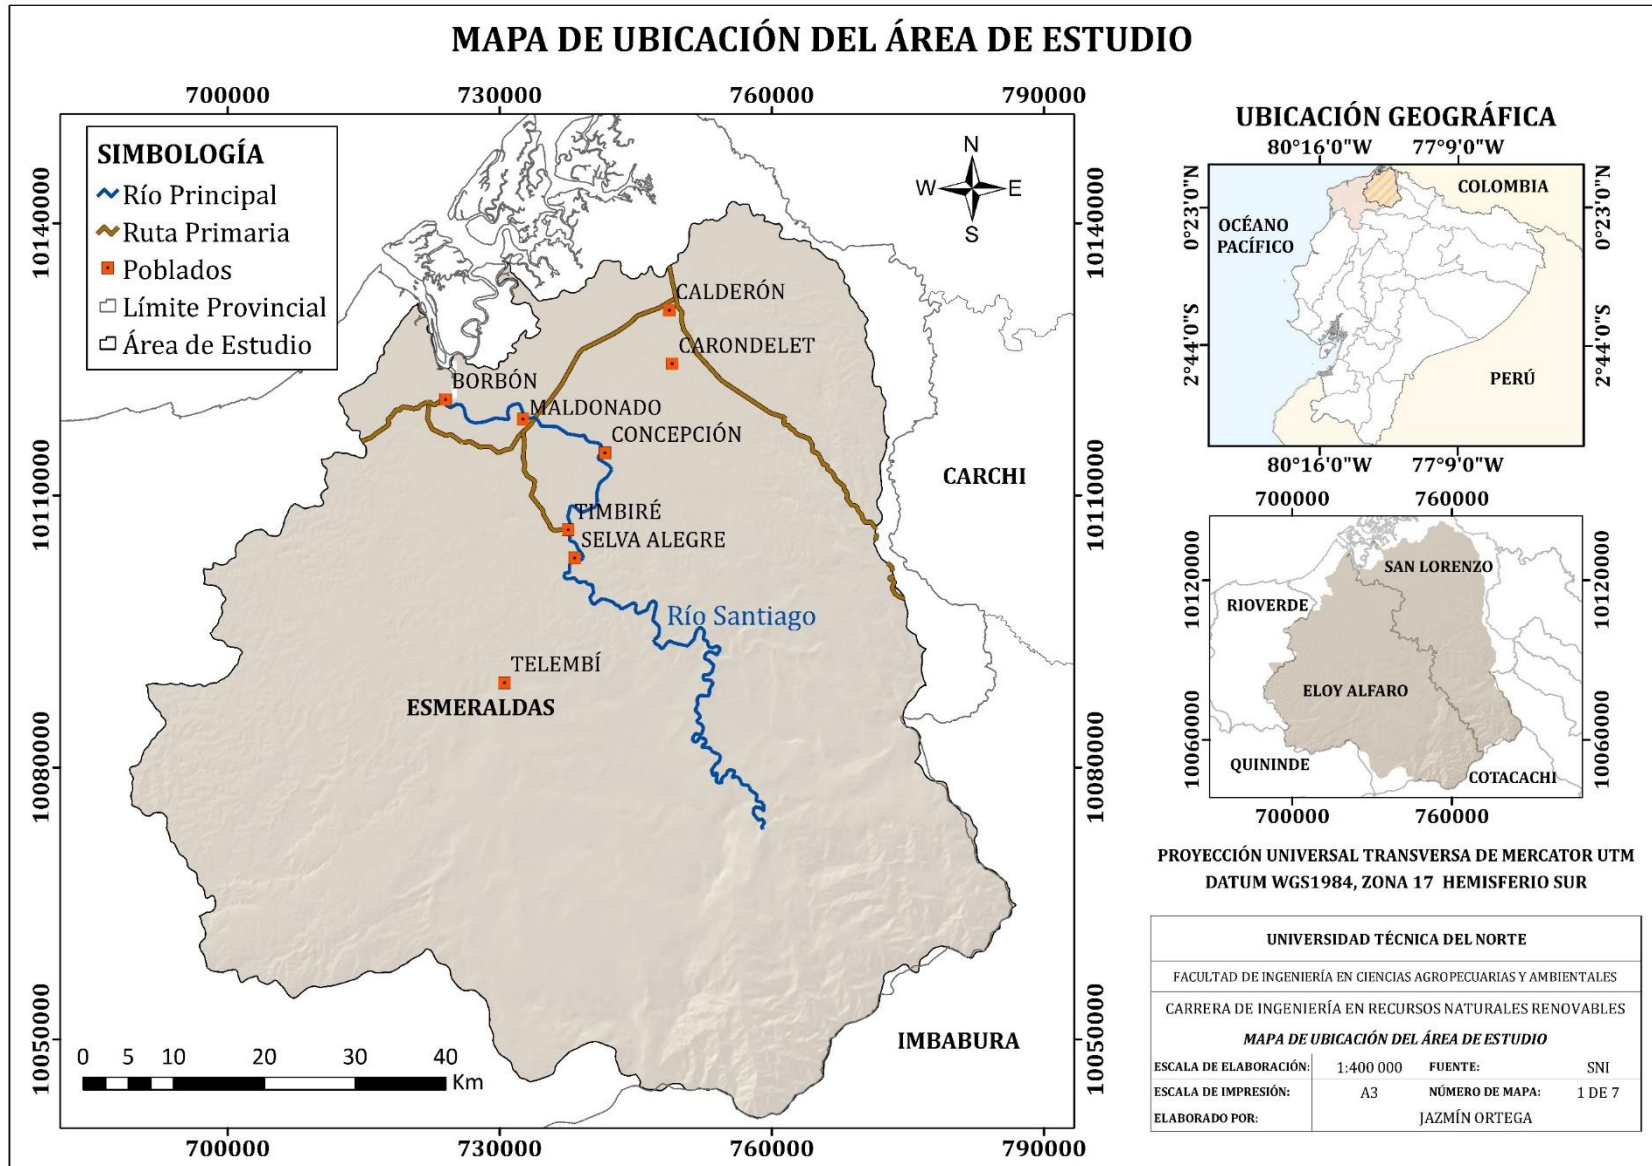 MAPA DE UBICACIÓN DEL ÁREA DE ESTUDIO
700000 730000 760000 790000
10140000
10110000
10080000
10050000
SIMBOLOGÍA
Río Principal
Ruta Primaria
Poblados
Límite Provincial
Área de Estudio
N
W E
S
CALDERÓN
CARONDELET
BORBÓN
MALDONADO
CONCEPCIÓN
CARCHI
TIMBIRÉ
SELVA ALEGRE
Río Santiago
TELEMBÍ
ESMERALDAS
IMBABURA
0 5 10 20 30 40
Km
10140000
10110000
10080000
10050000
700000 730000 760000 790000
UBICACIÓN GEOGRÁFICA
80°16'0"W 77°9'0"W
0°23'0"N
2°44'0"S
COLOMBIA
OCÉANO
PACÍFICO
PERÚ
0°23'0"N
2°44'0"S
80°16'0"W 77°9'0"W
700000 760000
10120000
10060000
SAN LORENZO
RIOVERDE
ELOY ALFARO
QUININDE
COTACACHI
10120000
10060000
700000 760000
PROYECCIÓN UNIVERSAL TRANSVERSA DE MERCATOR UTM
DATUM WGS1984, ZONA 17 HEMISFERIO SUR
UNIVERSIDAD TÉCNICA DEL NORTE
FACULTAD DE INGENIERÍA EN CIENCIAS AGROPECUARIAS Y AMBIENTALES
CARRERA DE INGENIERÍA EN RECURSOS NATURALES RENOVABLES
MAPA DE UBICACIÓN DEL ÁREA DE ESTUDIO
ESCALA DE ELABORACIÓN: 1:400 000 FUENTE: SNI
ESCALA DE IMPRESIÓN: A3 NÚMERO DE MAPA: 1 DE 7
ELABORADO POR: JAZMÍN ORTEGA